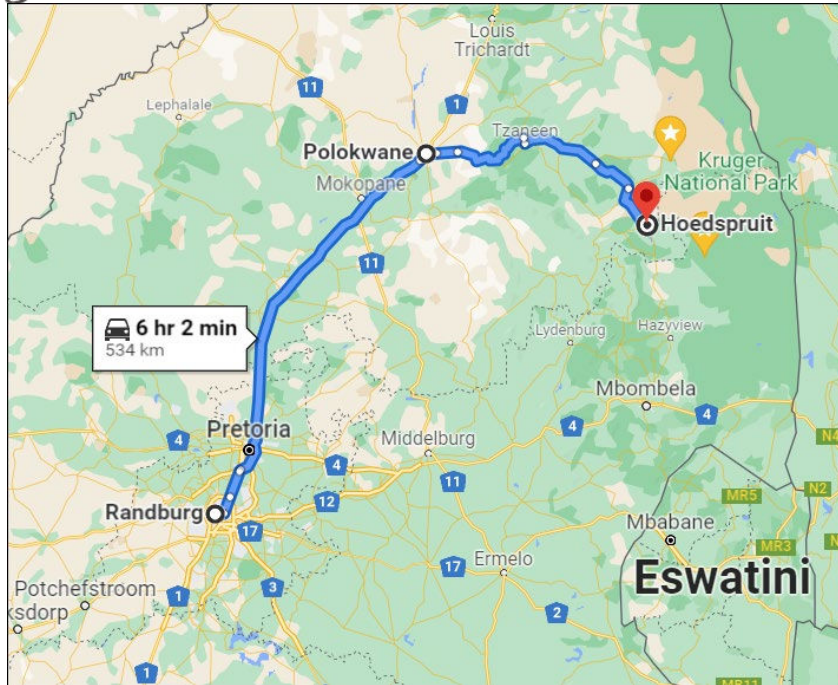 Louis
Trichardt
11
1
Lephalale
Tzaneen
Polokwane
Mokopane
Kruger
National Park
Hoedspruit
11
6 hr 2 min
534 km
Lydenburg
Hazyview
Mbombela
4
4
Pretoria
4
Middelburg
4
N4
11
12
MR5
N2
Randburg
17
Mbabane
MR3
N
Ermelo
17
Eswatini
Potchefstroom
ksdorp
1
3
2
1
11
MR11